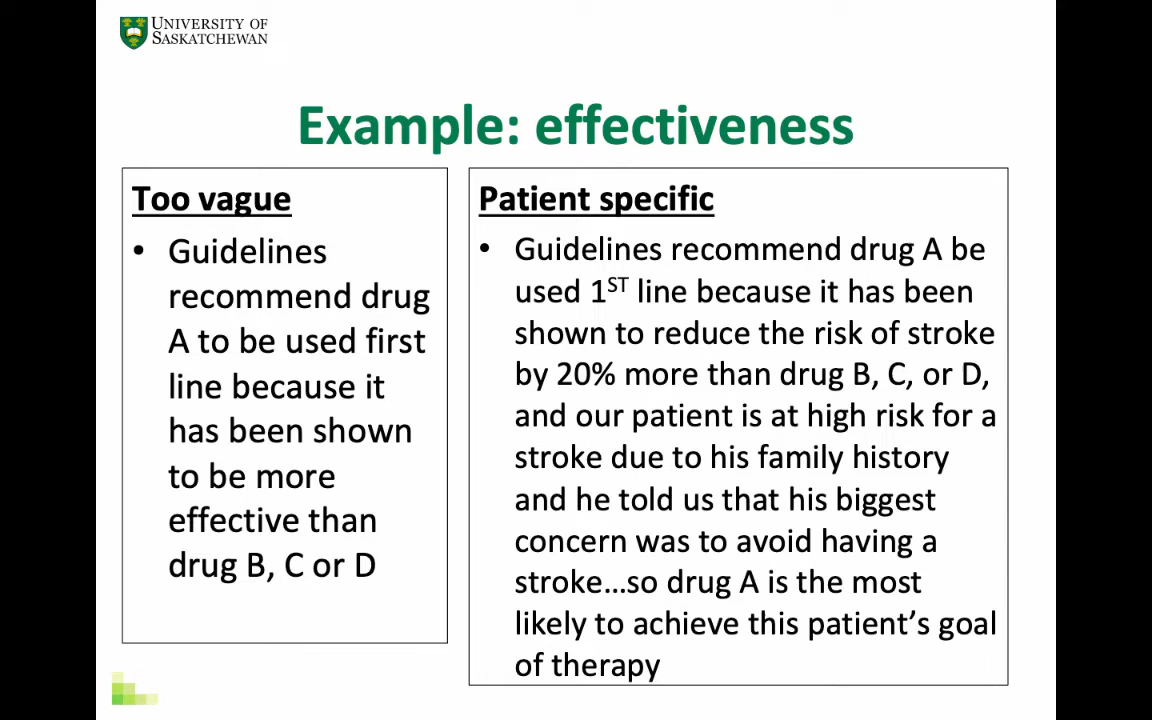 UNIVERSITY OF
SASKATCHEWAN
Example: effectiveness
Too vague
• Guidelines
recommend drug
A to be used first
line because it
has been shown
to be more
effective than
drug B, C or D
Patient specific
• Guidelines recommend drug A be
used 1ST line because it has been
shown to reduce the risk of stroke
by 20% more than drug B, C, or D,
and our patient is at high risk for a
stroke due to his family history
and he told us that his biggest
concern was to avoid having a
stroke…so drug A is the most
likely to achieve this patient’s goal
of therapy